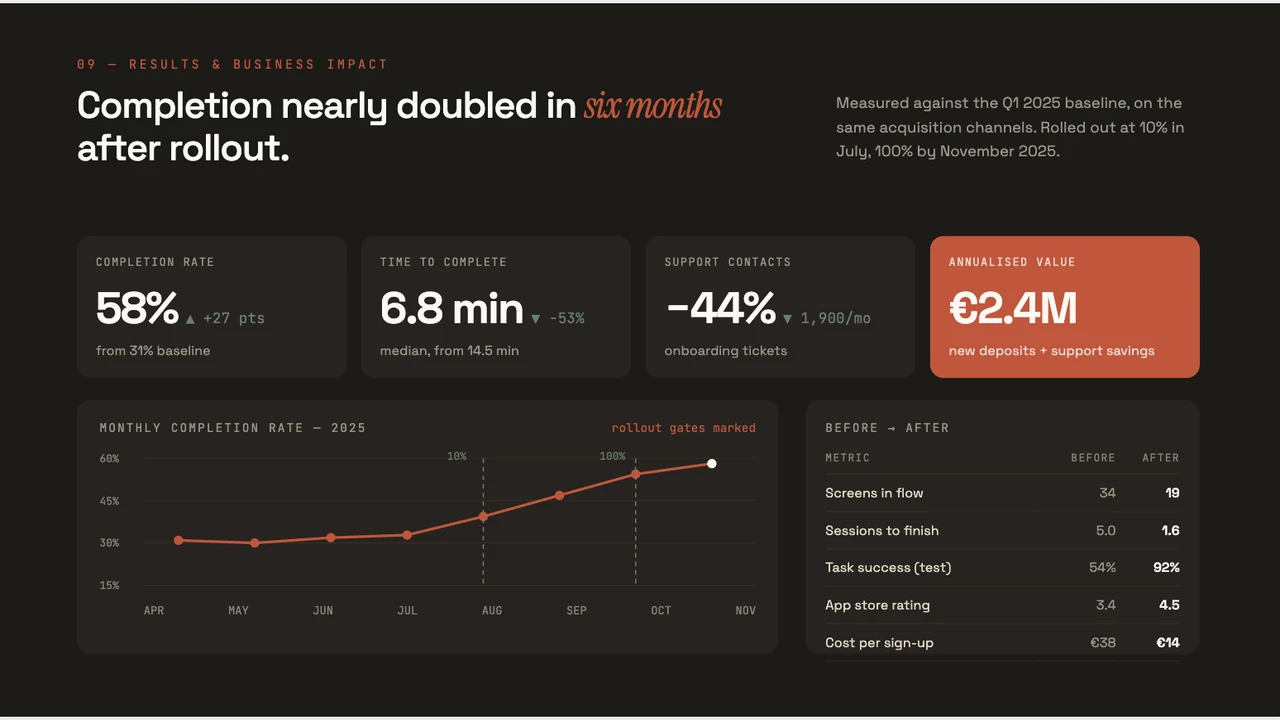 09 — RESULTS & BUSINESS IMPACT
Completion nearly doubled in six months
after rollout.
Measured against the Q1 2025 baseline, on the
same acquisition channels. Rolled out at 10% in
July, 100% by November 2025.
COMPLETION RATE
58% ▲ +27 pts
from 31% baseline
TIME TO COMPLETE
6.8 min ▼ -53%
median, from 14.5 min
SUPPORT CONTACTS
−44% ▼ 1,900/mo
onboarding tickets
ANNUALISED VALUE
€2.4M
new deposits + support savings
MONTHLY COMPLETION RATE — 2025
rollout gates marked
10%
100%
60%
45%
30%
15%
APR MAY JUN JUL AUG SEP OCT NOV
BEFORE → AFTER
METRIC BEFORE AFTER
Screens in flow 34 19
Sessions to finish 5.0 1.6
Task success (test) 54% 92%
App store rating 3.4 4.5
Cost per sign-up €38 €14